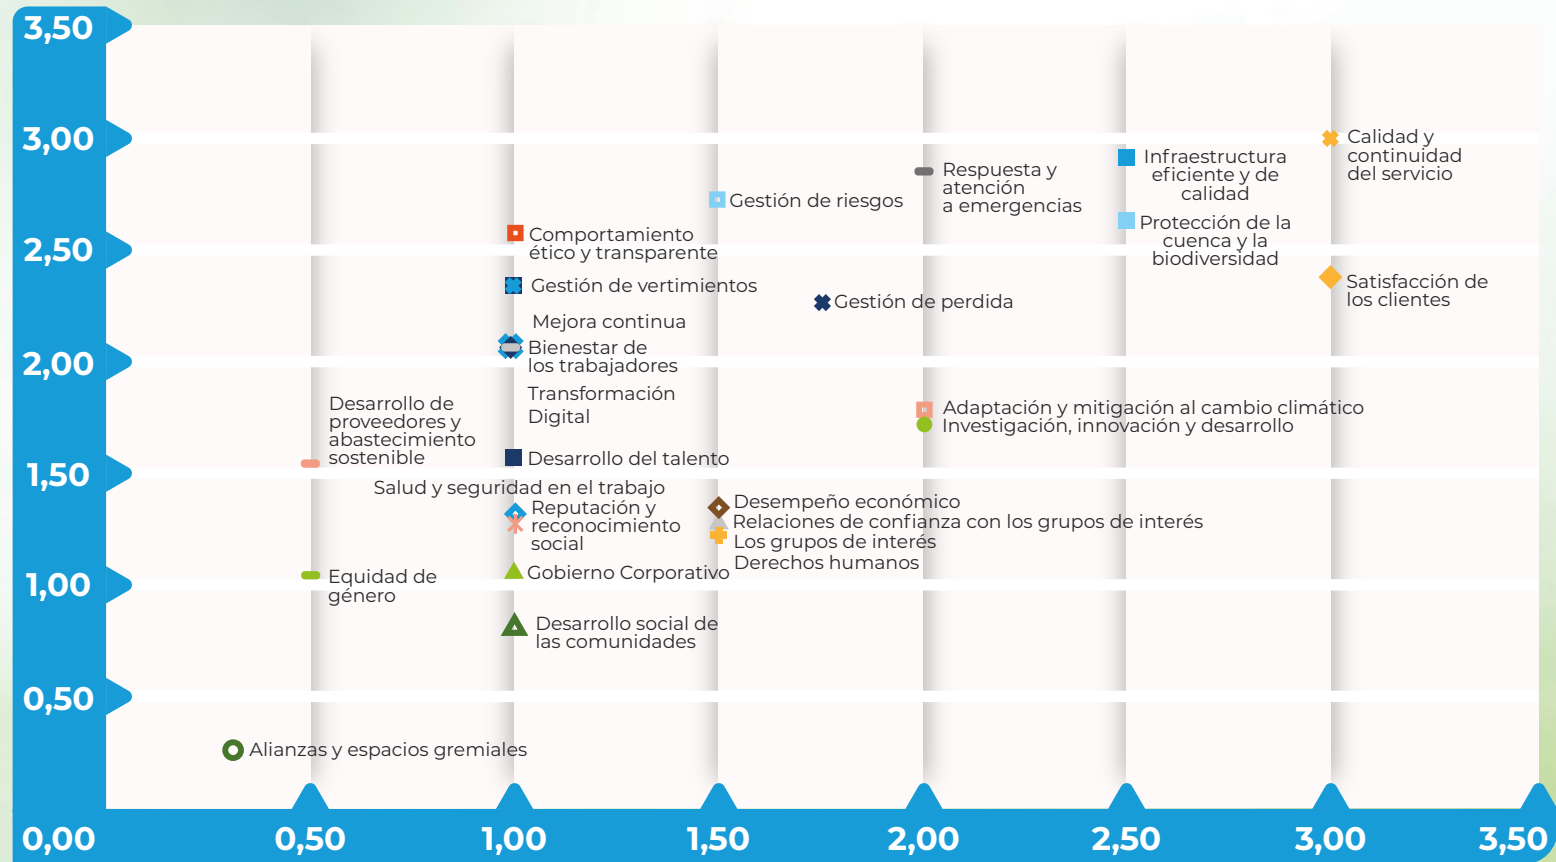 3,50
3,00
Calidad y
continuidad
del servicio
Infraestructura
eficiente y de
calidad
Respuesta y
atención
a emergencias
Gestión de riesgos
Protección de la
cuenca y la
biodiversidad
Comportamiento
ético y transparente
2,50
Gestión de vertimientos
Satisfacción de
los clientes
Gestión de perdida
Mejora continua
Bienestar de
los trabajadores
2,00
Transformación
Digital
Desarrollo de
proveedores y
abastecimiento
sostenible
Adaptación y mitigación al cambio climático
Investigación, innovación y desarrollo
Desarrollo del talento
1,50
Salud y seguridad en el trabajo
Reputación y
reconocimiento
social
Desempeño económico
Relaciones de confianza con los grupos de interés
Los grupos de interés
Derechos humanos
Gobierno Corporativo
1,00
Equidad de
género
Desarrollo social de
las comunidades
0,50
Alianzas y espacios gremiales
0,00
0,50
1,00
1,50
2,00
2,50
3,00
3,50